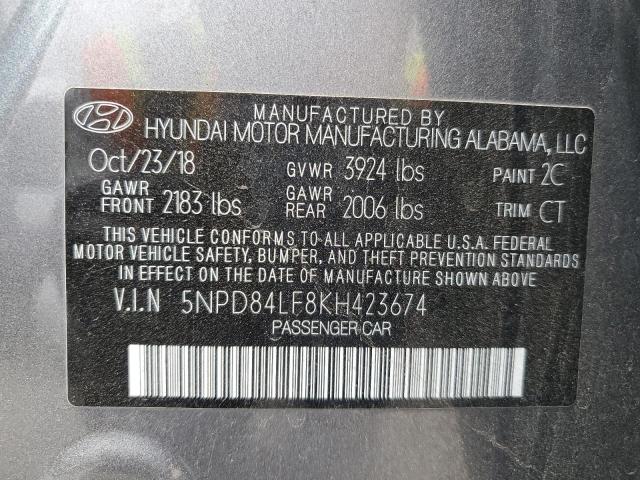 MANUFACTURED BY
HYUNDAI MOTOR MANUFACTURING ALABAMA, LLC
Oct/23/18 GVWR 3924 lbs PAINT 2C
GAWR FRONT 2183 lbs GAWR REAR 2006 lbs TRIM CT
THIS VEHICLE CONFORMS TO ALL APPLICABLE U.S.A. FEDERAL
MOTOR VEHICLE SAFETY, BUMPER, AND THEFT PREVENTION STANDARDS
IN EFFECT ON THE DATE OF MANUFACTURE SHOWN ABOVE.
V.I.N 5NPD84LF8KH423674
PASSENGER CAR